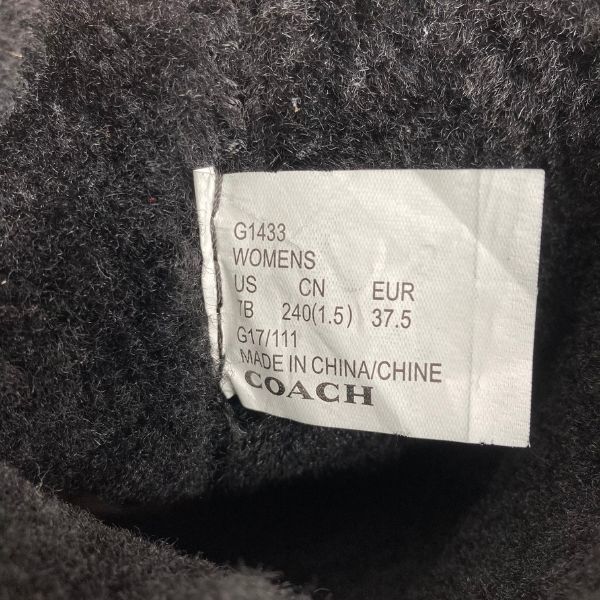 G1433
WOMENS
US CN EUR
7B 240(1.5) 37.5
G17/111
MADE IN CHINA/CHINE
COACH